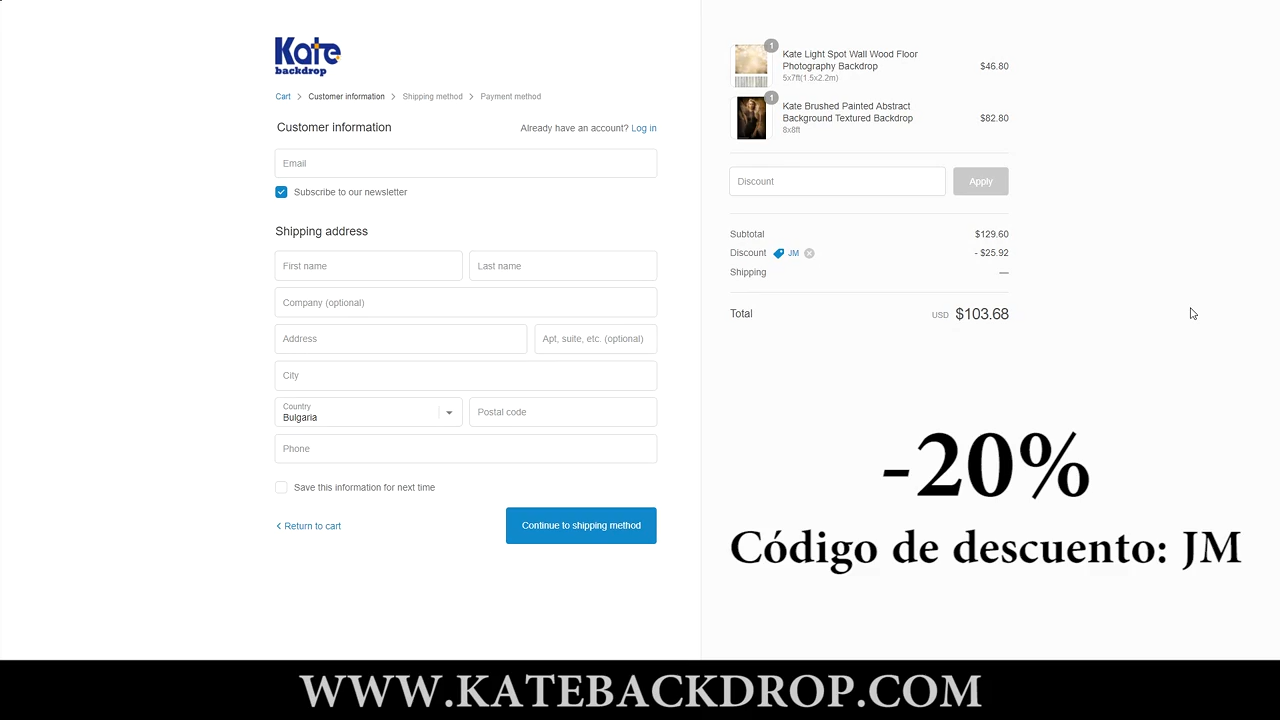 Kate
backdrop
Cart > Customer information > Shipping method > Payment method
Customer information
Already have an account? Log in
Email
Subscribe to our newsletter
Shipping address
First name
Last name
Company (optional)
Address
Apt, suite, etc. (optional)
City
Country
Bulgaria
Postal code
Phone
Save this information for next time
< Return to cart
Continue to shipping method
1
Kate Light Spot Wall Wood Floor
Photography Backdrop
5x7ft(1.5x2.2m)
$46.80
1
Kate Brushed Painted Abstract
Background Textured Backdrop
8x8ft
$82.80
Discount
Apply
Subtotal $129.60
Discount JM - $25.92
Shipping —
Total USD $103.68
-20%
Código de descuento: JM
WWW.KATEBACKDROP.COM